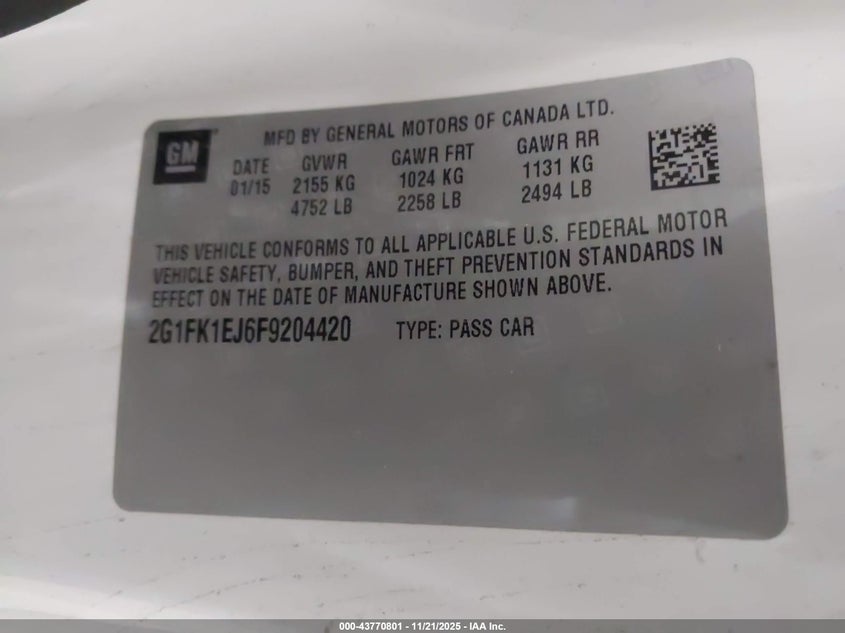 GM
MFD BY GENERAL MOTORS OF CANADA LTD.
DATE GVWR GAWR FRT GAWR RR
01/15 2155 KG 1024 KG 1131 KG
4752 LB 2258 LB 2494 LB
THIS VEHICLE CONFORMS TO ALL APPLICABLE U.S. FEDERAL MOTOR
VEHICLE SAFETY, BUMPER, AND THEFT PREVENTION STANDARDS IN
EFFECT ON THE DATE OF MANUFACTURE SHOWN ABOVE.
2G1FK1EJ6F9204420 TYPE: PASS CAR
000-43770801 - 11/21/2025 - IAA Inc.